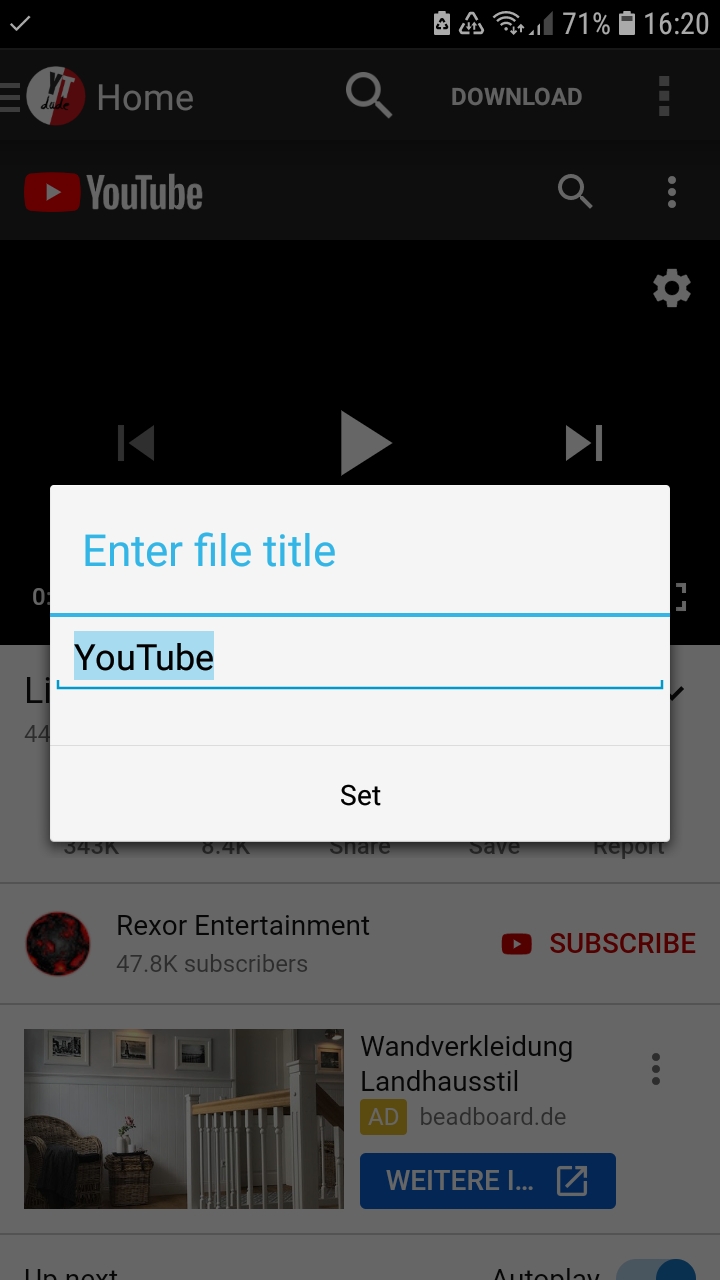 71% 16:20
YT
dude
Home
DOWNLOAD
YouTube
Enter file title
0:
YouTube
Li
44
Set
343K 8.4K Share Save Report
Rexor Entertainment
47.8K subscribers
SUBSCRIBE
Wandverkleidung
Landhausstil
AD beadboard.de
WEITERE I...
Up next Autoplay